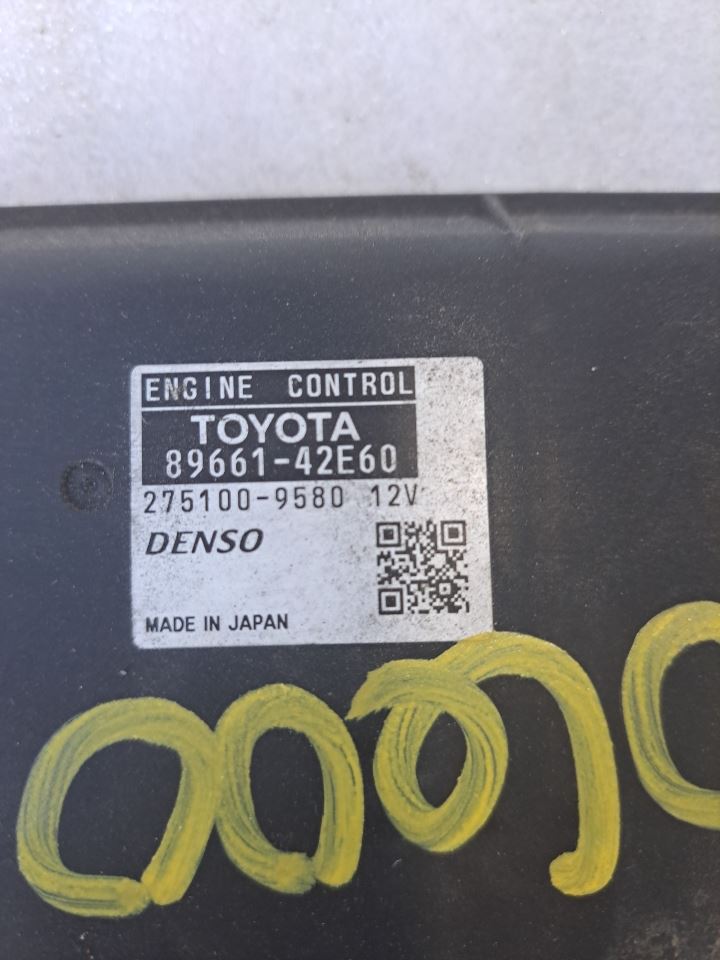 ENGINE CONTROL
TOYOTA
89661-42E60
275100-9580 12V
DENSO
MADE IN JAPAN